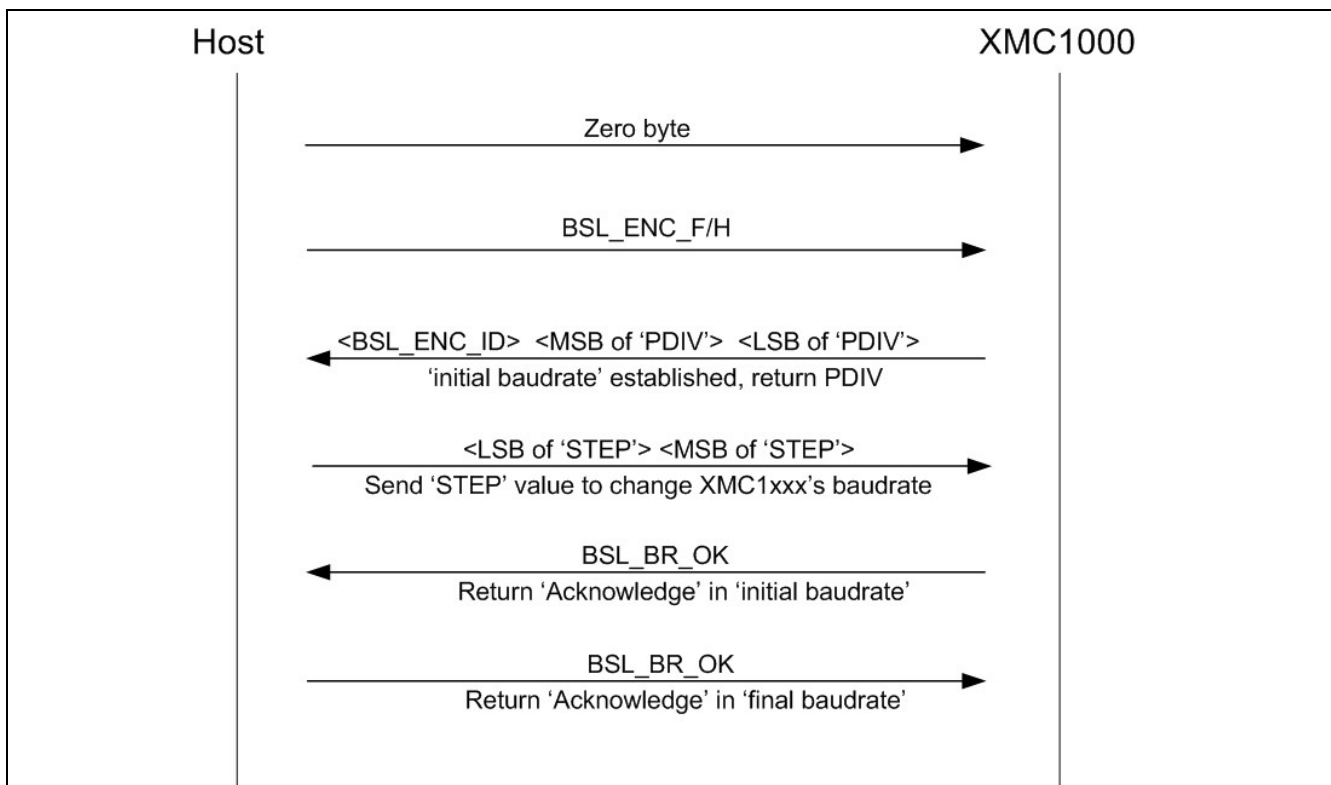 Host
XMC1000
Zero byte
BSL_ENC_F/H
<BSL_ENC_ID> <MSB of ‘PDIV’> <LSB of ‘PDIV’>
‘initial baudrate’ established, return PDIV
<LSB of ‘STEP’> <MSB of ‘STEP’>
Send ‘STEP’ value to change XMC1xxx’s baudrate
BSL_BR_OK
Return ‘Acknowledge’ in ‘initial baudrate’
BSL_BR_OK
Return ‘Acknowledge’ in ‘final baudrate’